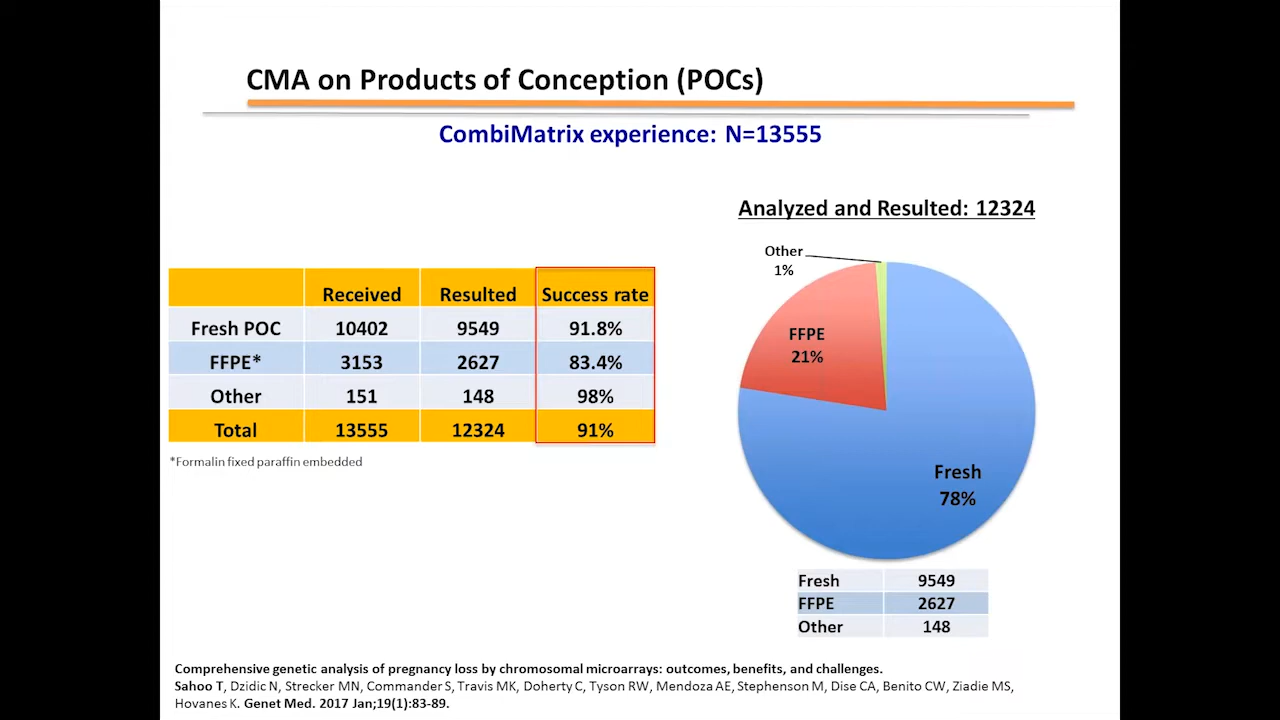 CMA on Products of Conception (POCs)
CombiMatrix experience: N=13555
Analyzed and Resulted: 12324
Received Resulted Success rate
Fresh POC 10402 9549 91.8%
FFPE* 3153 2627 83.4%
Other 151 148 98%
Total 13555 12324 91%
*Formalin fixed paraffin embedded
Other
1%
FFPE
21%
Fresh
78%
Fresh 9549
FFPE 2627
Other 148
Comprehensive genetic analysis of pregnancy loss by chromosomal microarrays: outcomes, benefits, and challenges.
Sahoo T, Dzidic N, Strecker MN, Commander S, Travis MK, Doherty C, Tyson RW, Mendoza AE, Stephenson M, Dise CA, Benito CW, Ziadie MS,
Hovanes K. Genet Med. 2017 Jan;19(1):83-89.